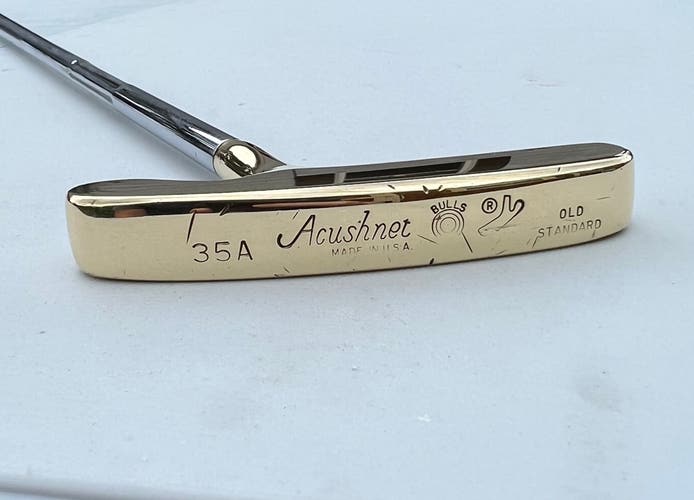 35A
Acushnet
MADE IN U.S.A.
BULLS
®
OLD
STANDARD